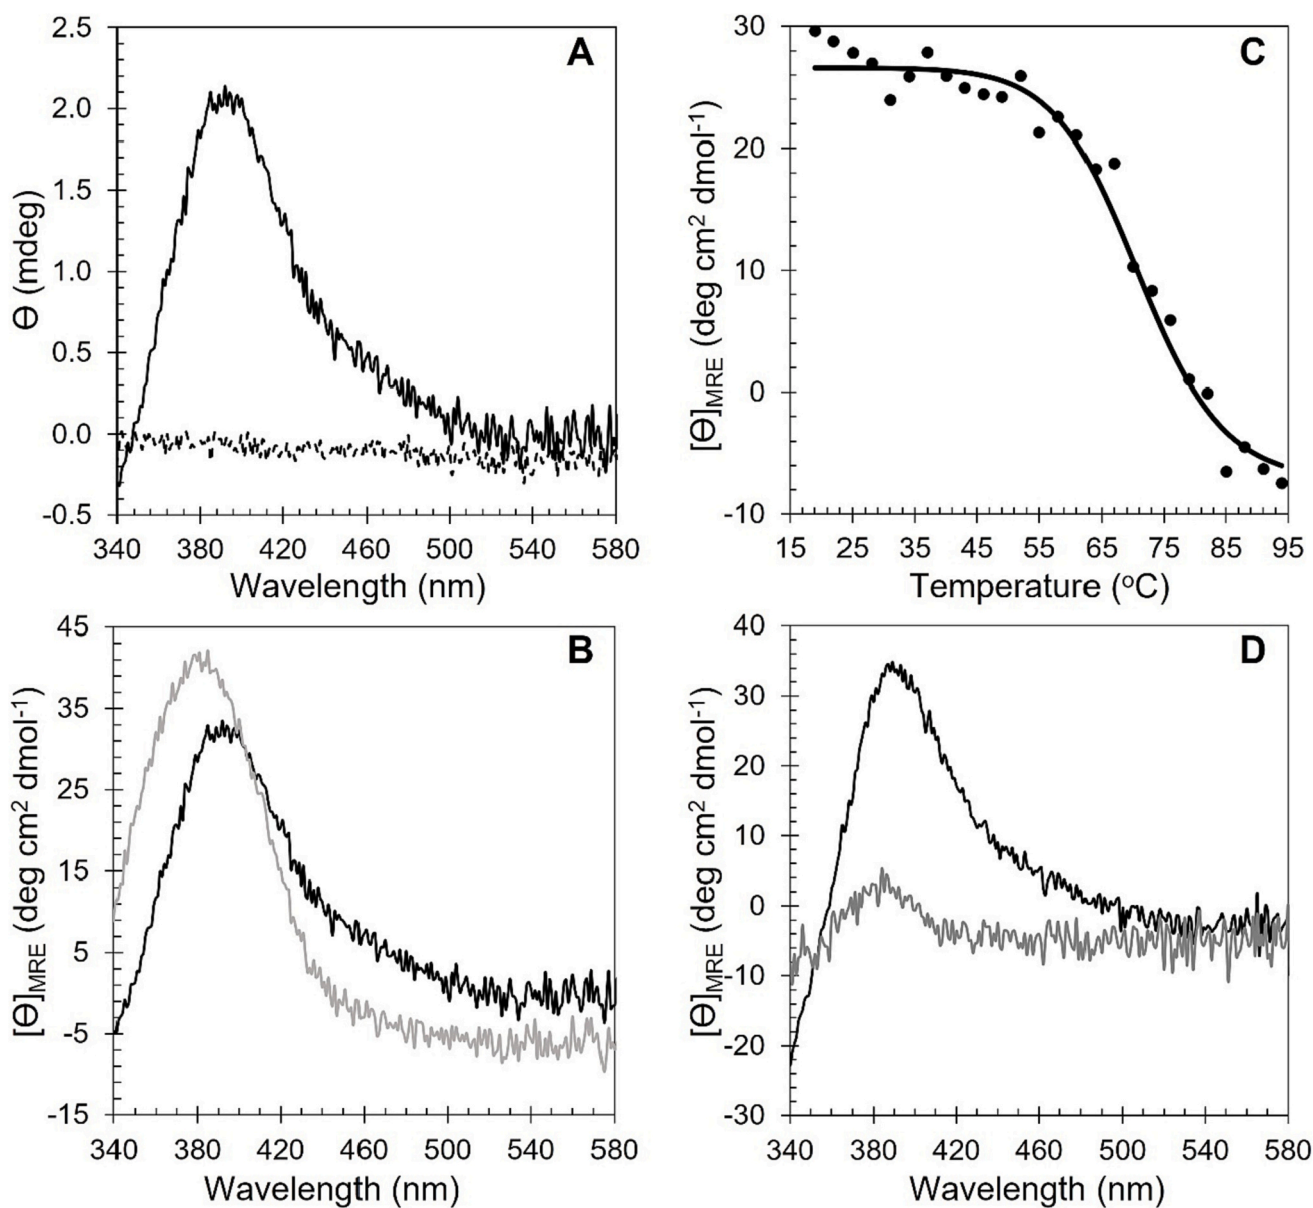 A
2.5
2.0
1.5
1.0
0.5
0.0
-0.5
340 380 420 460 500 540 580
Ө (mdeg)
Wavelength (nm)
C
30
20
10
0
-10
15 25 35 45 55 65 75 85 95
[Ө]MRE (deg cm² dmol⁻¹)
Temperature (°C)
B
45
35
25
15
5
-5
-15
340 380 420 460 500 540 580
[Ө]MRE (deg cm² dmol⁻¹)
Wavelength (nm)
D
40
30
20
10
0
-10
-20
-30
340 380 420 460 500 540 580
[Ө]MRE (deg cm² dmol⁻¹)
Wavelength (nm)